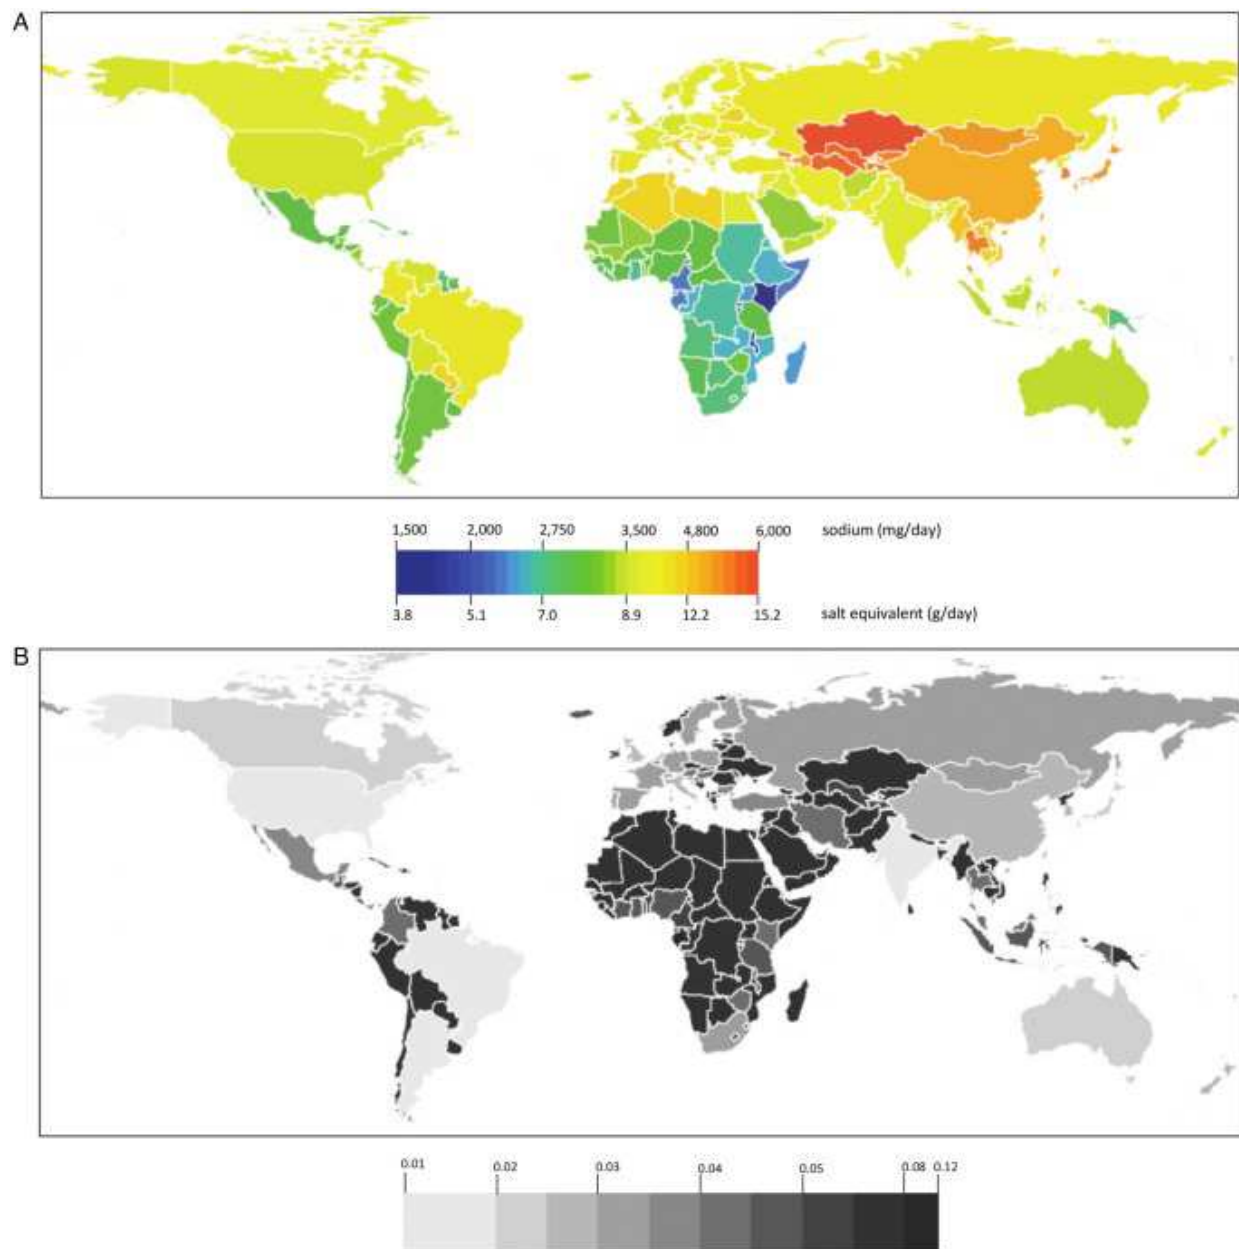 A
1,500 2,000 2,750 3,500 4,800 6,000 sodium (mg/day)
3.8 5.1 7.0 8.9 12.2 15.2 salt equivalent (g/day)
B
0.01 0.02 0.03 0.04 0.05 0.08 0.12